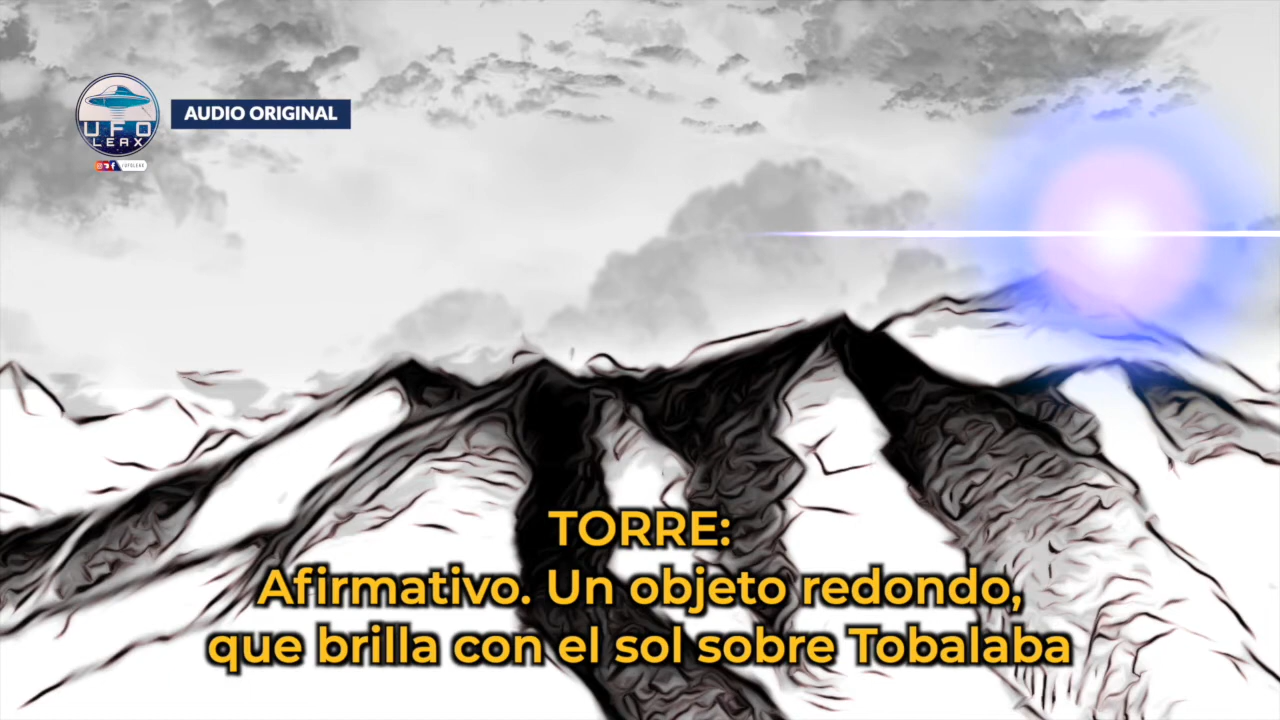 AUDIO ORIGINAL
UFO
LEAX
TORRE:
Afirmativo. Un objeto redondo,
que brilla con el sol sobre Tobalaba